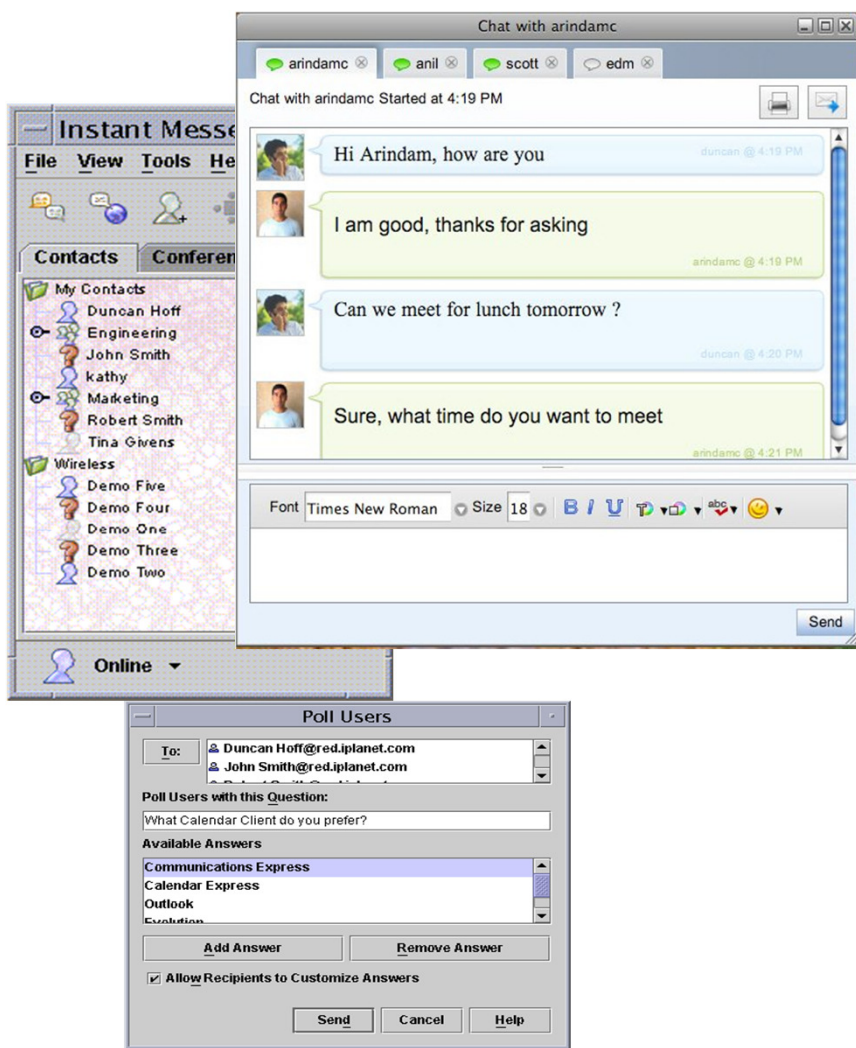 Chat with arindamc
arindamc
anil
scott
edm
Chat with arindamc Started at 4:19 PM
Hi Arindam, how are you
duncan @ 4:19 PM
I am good, thanks for asking
arindamc @ 4:19 PM
Can we meet for lunch tomorrow ?
duncan @ 4:20 PM
Sure, what time do you want to meet
arindamc @ 4:21 PM
Font Times New Roman Size 18 B I U T abc
Send
Instant Messe
File View Tools He
Contacts Conferen
My Contacts
Duncan Hoff
Engineering
John Smith
kathy
Marketing
Robert Smith
Tina Givens
Wireless
Demo Five
Demo Four
Demo One
Demo Three
Demo Two
Online
Poll Users
To:
Duncan Hoff@red.iplanet.com
John Smith@red.iplanet.com
Poll Users with this Question:
What Calendar Client do you prefer?
Available Answers
Communications Express
Calendar Express
Outlook
Evolution
Add Answer Remove Answer
Allow Recipients to Customize Answers
Send Cancel Help